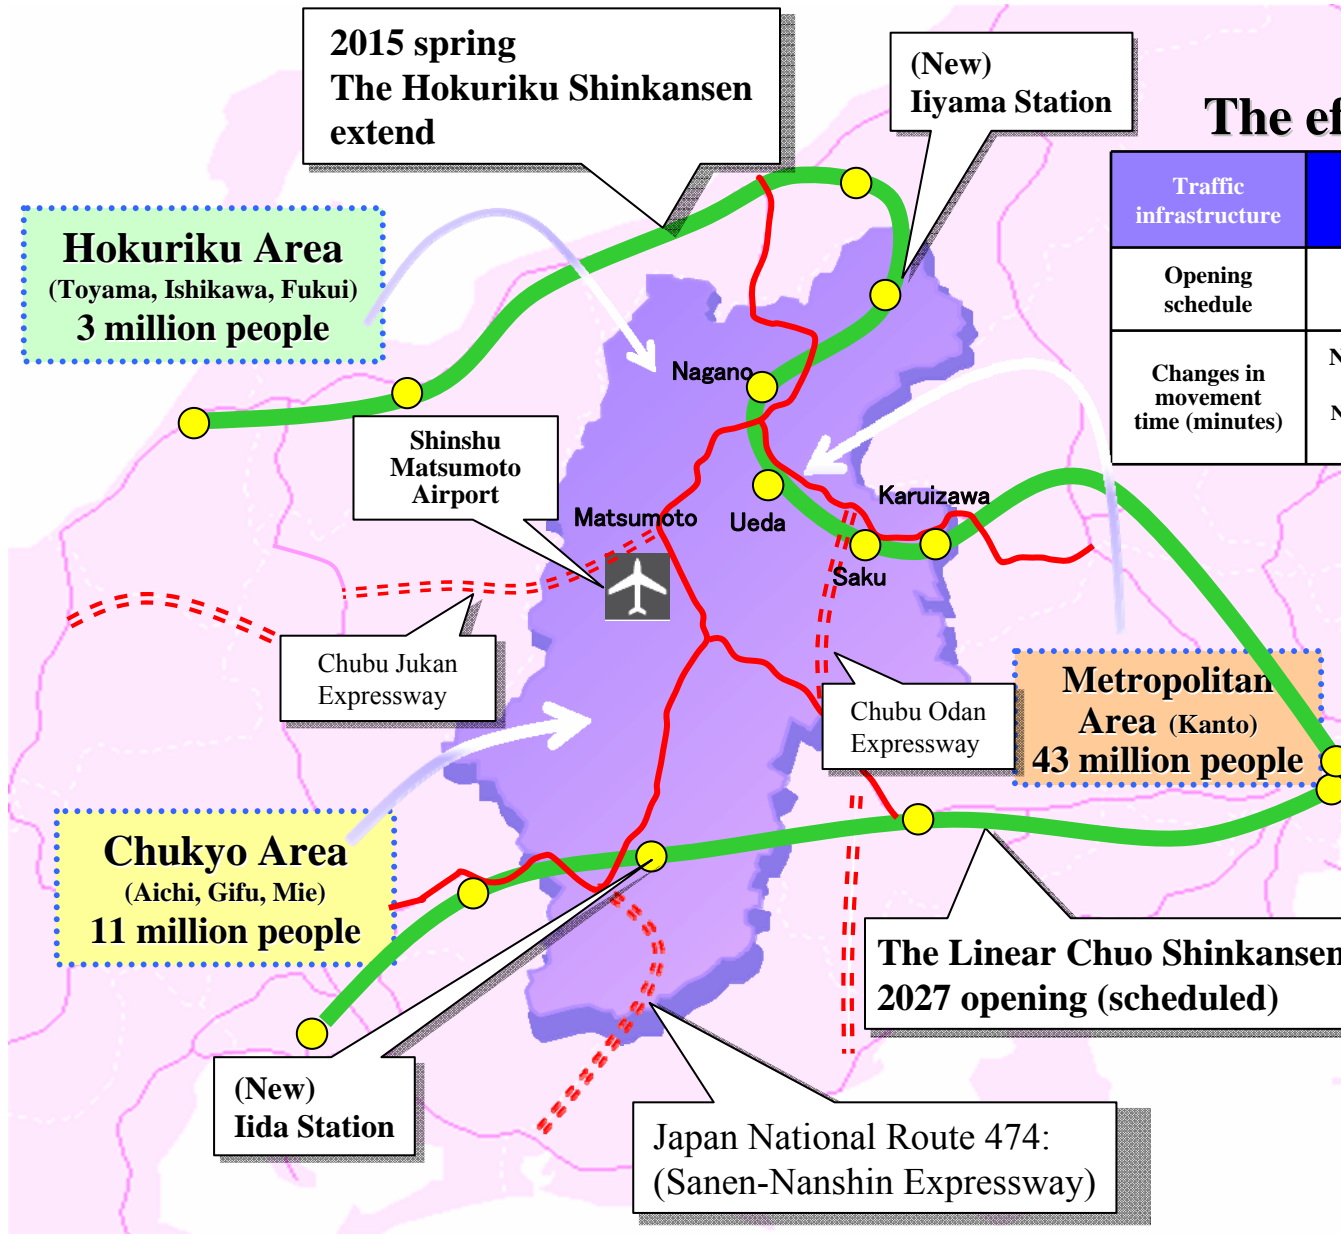 2015 spring
The Hokuriku Shinkansen
extend
(New)
Iiyama Station
The ef
Traffic
infrastructure
Opening
schedule
Changes in
movement
time (minutes)
N
N
Hokuriku Area
(Toyama, Ishikawa, Fukui)
3 million people
Nagano
Shinshu
Matsumoto
Airport
Matsumoto
Ueda
Karuizawa
Saku
Chubu Jukan
Expressway
Chubu Odan
Expressway
Metropolitan
Area (Kanto)
43 million people
Chukyo Area
(Aichi, Gifu, Mie)
11 million people
The Linear Chuo Shinkansen
2027 opening (scheduled)
(New)
Iida Station
Japan National Route 474:
(Sanen-Nanshin Expressway)